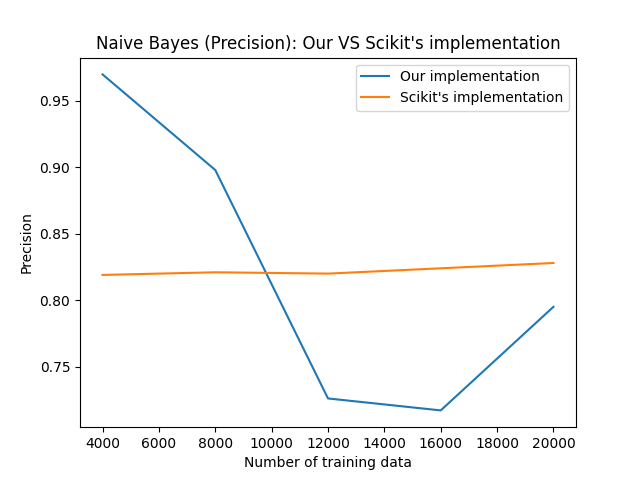 Naive Bayes (Precision): Our VS Scikit's implementation
Our implementation
Scikit's implementation
Precision
0.95
0.90
0.85
0.80
0.75
4000 6000 8000 10000 12000 14000 16000 18000 20000
Number of training data